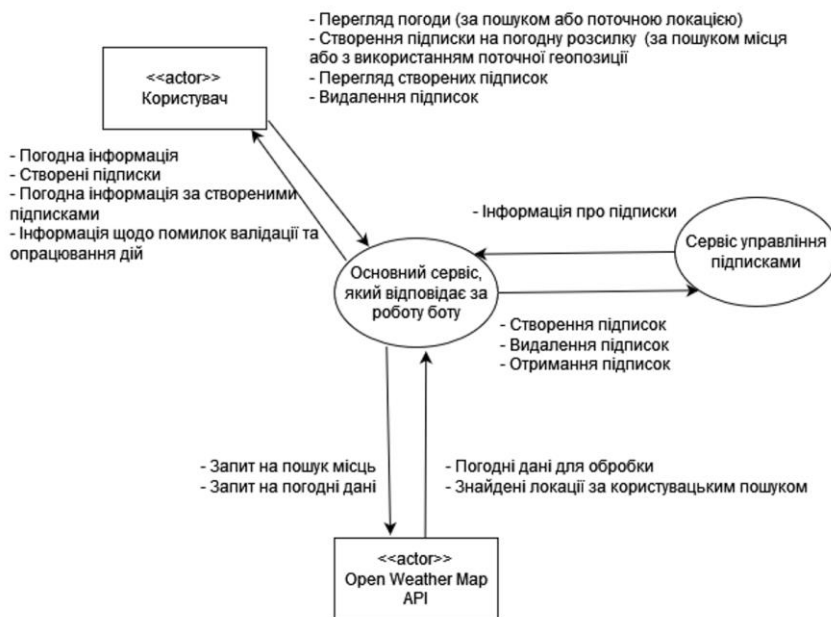 - Перегляд погоди (за пошуком або поточною локацією)
- Створення підписки на погодну розсилку  (за пошуком місця
або з використанням поточної геопозиції
- Перегляд створених підписок
- Видалення підписок
<<actor>>
Користувач
- Погодна інформація
- Створені підписки
- Погодна інформація за створеними
підписками
- Інформація щодо помилок валідації та
опрацювання дій
- Інформація про підписки
Сервіс управління
підписками
Основний сервіс,
який відповідає за
роботу боту
- Створення підписок
- Видалення підписок
- Отримання підписок
- Запит на пошук місць
- Запит на погодні дані
- Погодні дані для обробки
- Знайдені локації за користувацьким пошуком
<<actor>>
Open Weather Map
API